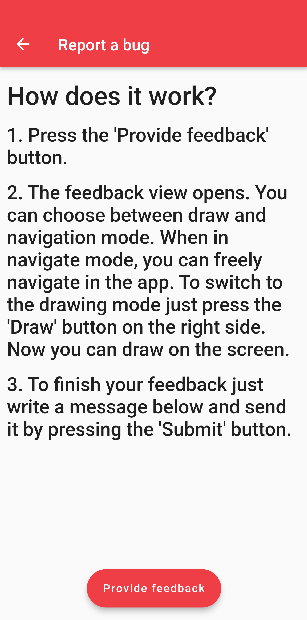 Report a bug
How does it work?
1. Press the 'Provide feedback'
button.
2. The feedback view opens. You
can choose between draw and
navigation mode. When in
navigate mode, you can freely
navigate in the app. To switch to
the drawing mode just press the
'Draw' button on the right side.
Now you can draw on the screen.
3. To finish your feedback just
write a message below and send
it by pressing the 'Submit' button.
Provide feedback